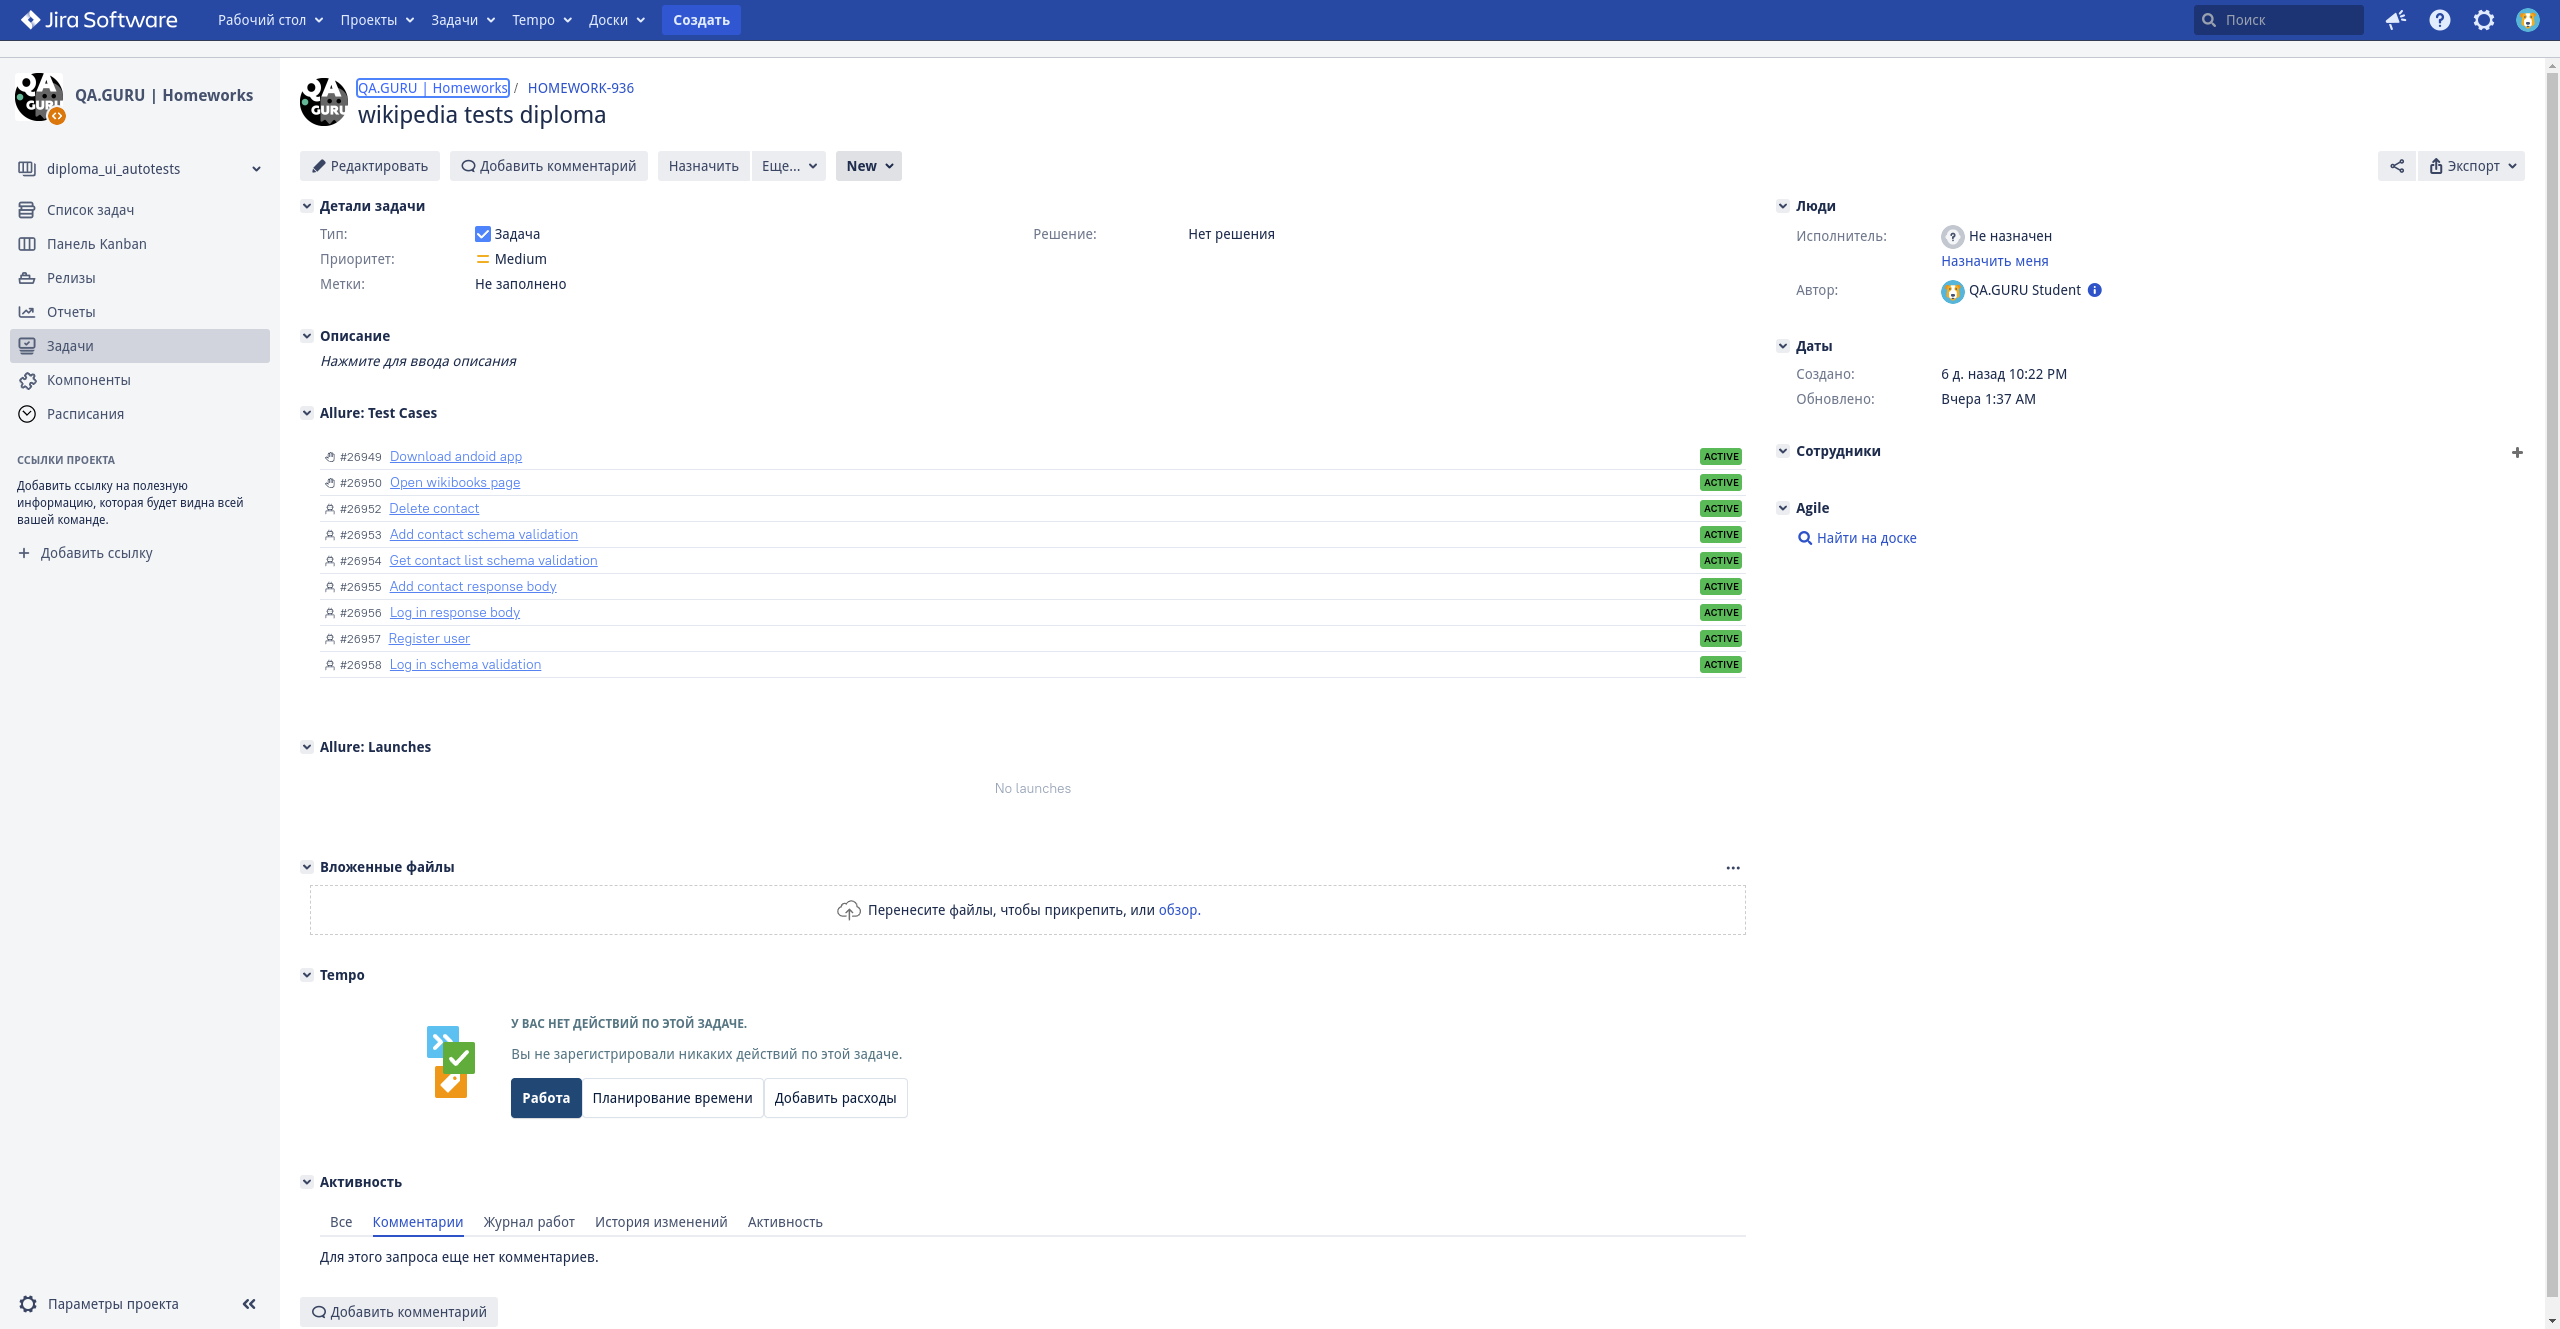 Jira Software
Рабочий стол Проекты Задачи Tempo Доски Создать Поиск
QA.GURU | Homeworks
diploma_ui_autotests
Список задач
Панель Kanban
Релизы
Отчеты
Задачи
Компоненты
Расписания
ССЫЛКИ ПРОЕКТА
Добавить ссылку на полезную
информацию, которая будет видна всей
вашей команде.
Добавить ссылку
Параметры проекта
QA.GURU | Homeworks / HOMEWORK-936
wikipedia tests diploma
Редактировать Добавить комментарий Назначить Еще... New Экспорт
Детали задачи
Тип: Задача Решение: Нет решения
Приоритет: Medium
Метки: Не заполнено
Описание
Нажмите для ввода описания
Allure: Test Cases
#26949 Download andoid app ACTIVE
#26950 Open wikibooks page ACTIVE
#26952 Delete contact ACTIVE
#26953 Add contact schema validation ACTIVE
#26954 Get contact list schema validation ACTIVE
#26955 Add contact response body ACTIVE
#26956 Log in response body ACTIVE
#26957 Register user ACTIVE
#26958 Log in schema validation ACTIVE
Allure: Launches
No launches
Вложенные файлы
Перенесите файлы, чтобы прикрепить, или обзор.
Tempo
У ВАС НЕТ ДЕЙСТВИЙ ПО ЭТОЙ ЗАДАЧЕ.
Вы не зарегистрировали никаких действий по этой задаче.
Работа Планирование времени Добавить расходы
Активность
Все Комментарии Журнал работ История изменений Активность
Для этого запроса еще нет комментариев.
Добавить комментарий
Люди
Исполнитель: Не назначен
Назначить меня
Автор: QA.GURU Student
Даты
Создано: 6 д. назад 10:22 PM
Обновлено: Вчера 1:37 AM
Сотрудники
Agile
Найти на доске